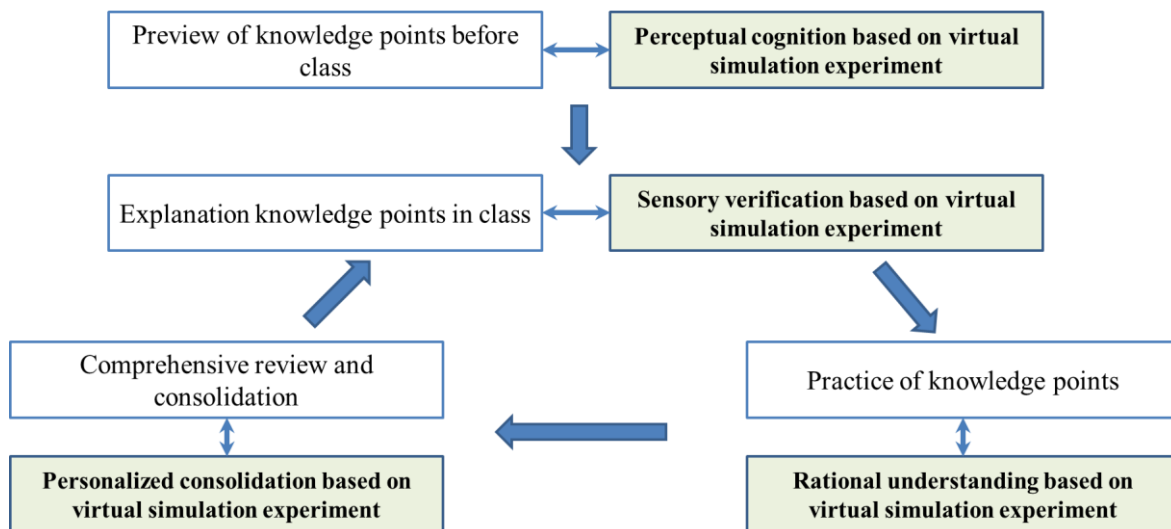 Preview of knowledge points before
class
Perceptual cognition based on virtual
simulation experiment
Explanation knowledge points in class
Sensory verification based on virtual
simulation experiment
Comprehensive review and
consolidation
Practice of knowledge points
Personalized consolidation based on
virtual simulation experiment
Rational understanding based on
virtual simulation experiment